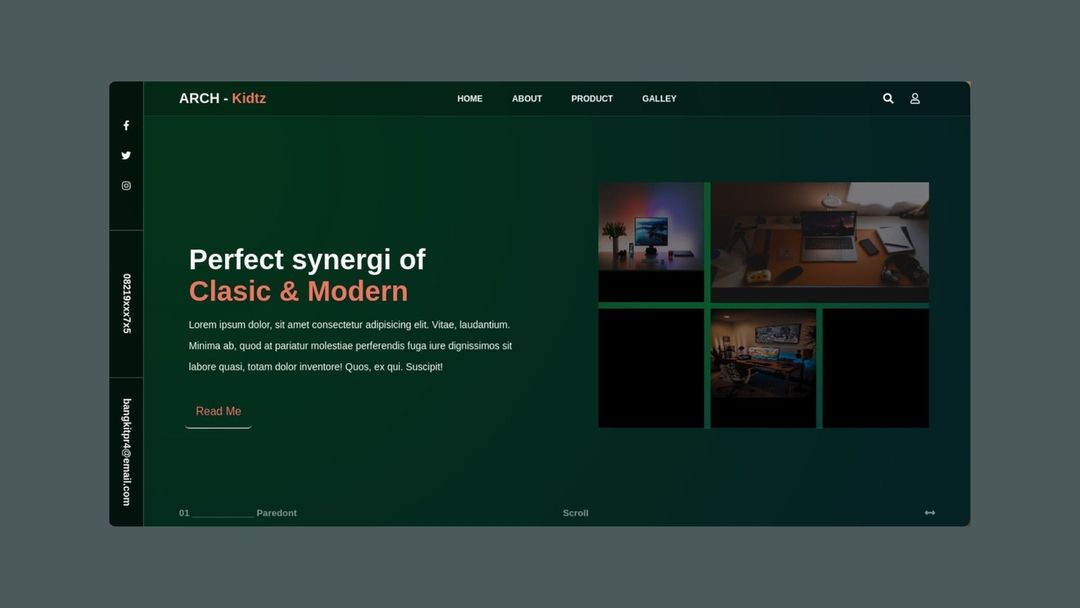 ARCH - Kidtz
HOME
ABOUT
PRODUCT
GALLEY
08219xxx7x5
bangkitpr4@email.com
Perfect synergi of
Clasic & Modern
Lorem ipsum dolor, sit amet consectetur adipisicing elit. Vitae, laudantium.
Minima ab, quod at pariatur molestiae perferendis fuga iure dignissimos sit
labore quasi, totam dolor inventore! Quos, ex qui. Suscipit!
Read Me
01 ____________ Paredont
Scroll